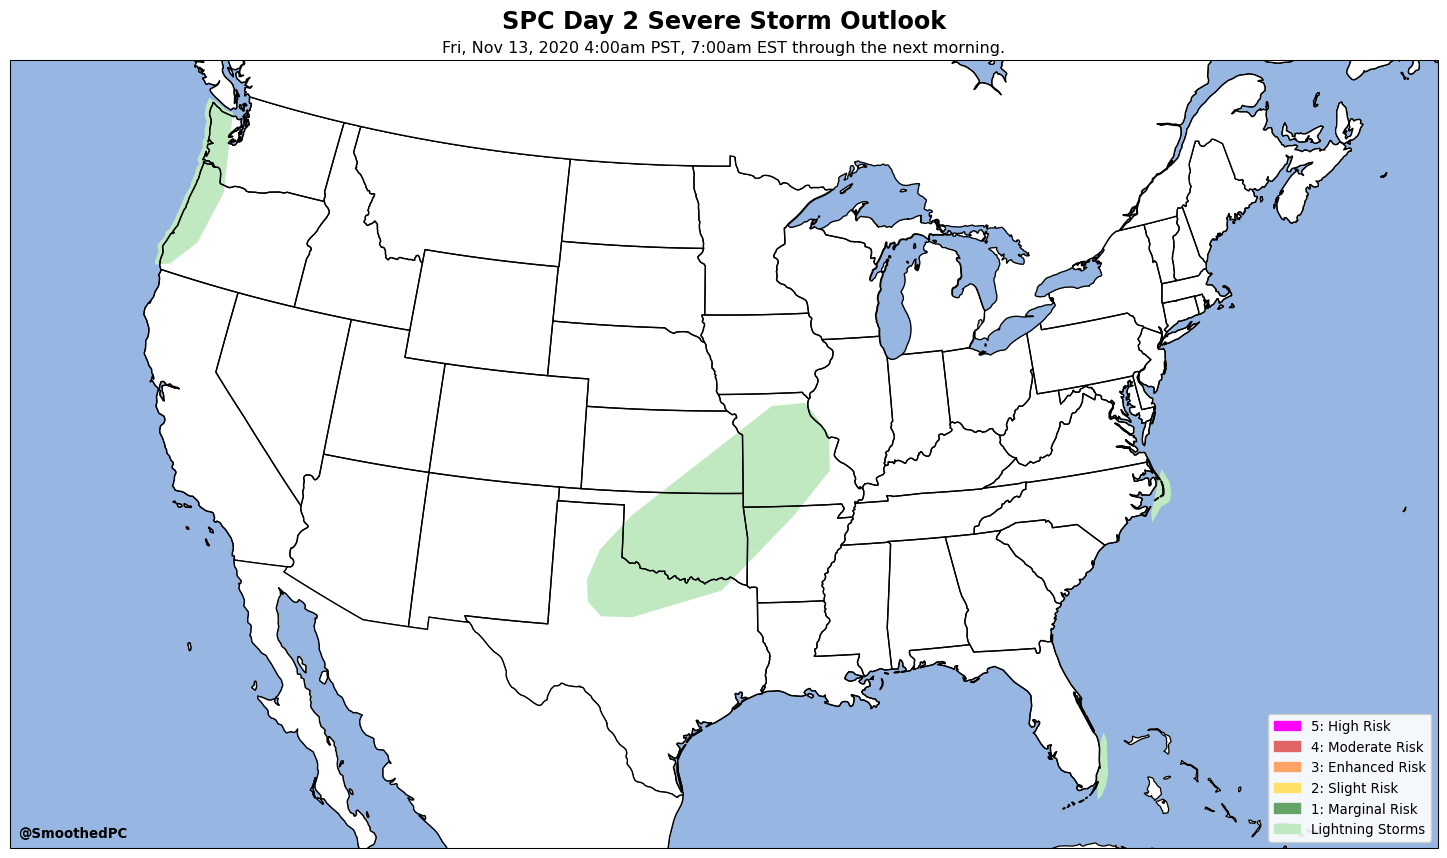 SPC Day 2 Severe Storm Outlook
Fri, Nov 13, 2020 4:00am PST, 7:00am EST through the next morning.
5: High Risk
4: Moderate Risk
3: Enhanced Risk
2: Slight Risk
1: Marginal Risk
Lightning Storms
@SmoothedPC